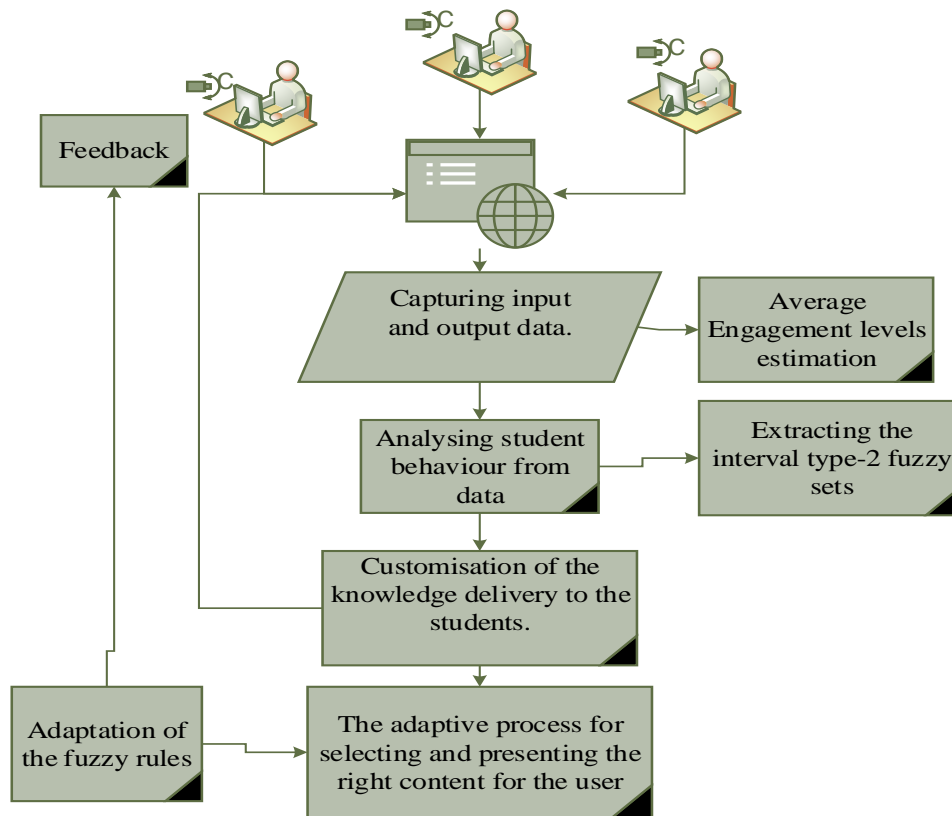 C
C
C
Feedback
Capturing input
and output data.
Average
Engagement levels
estimation
Analysing student
behaviour from
data
Extracting the
interval type-2 fuzzy
sets
Customisation of the
knowledge delivery to the
students.
Adaptation of
the fuzzy rules
The adaptive process for
selecting and presenting the
right content for the user